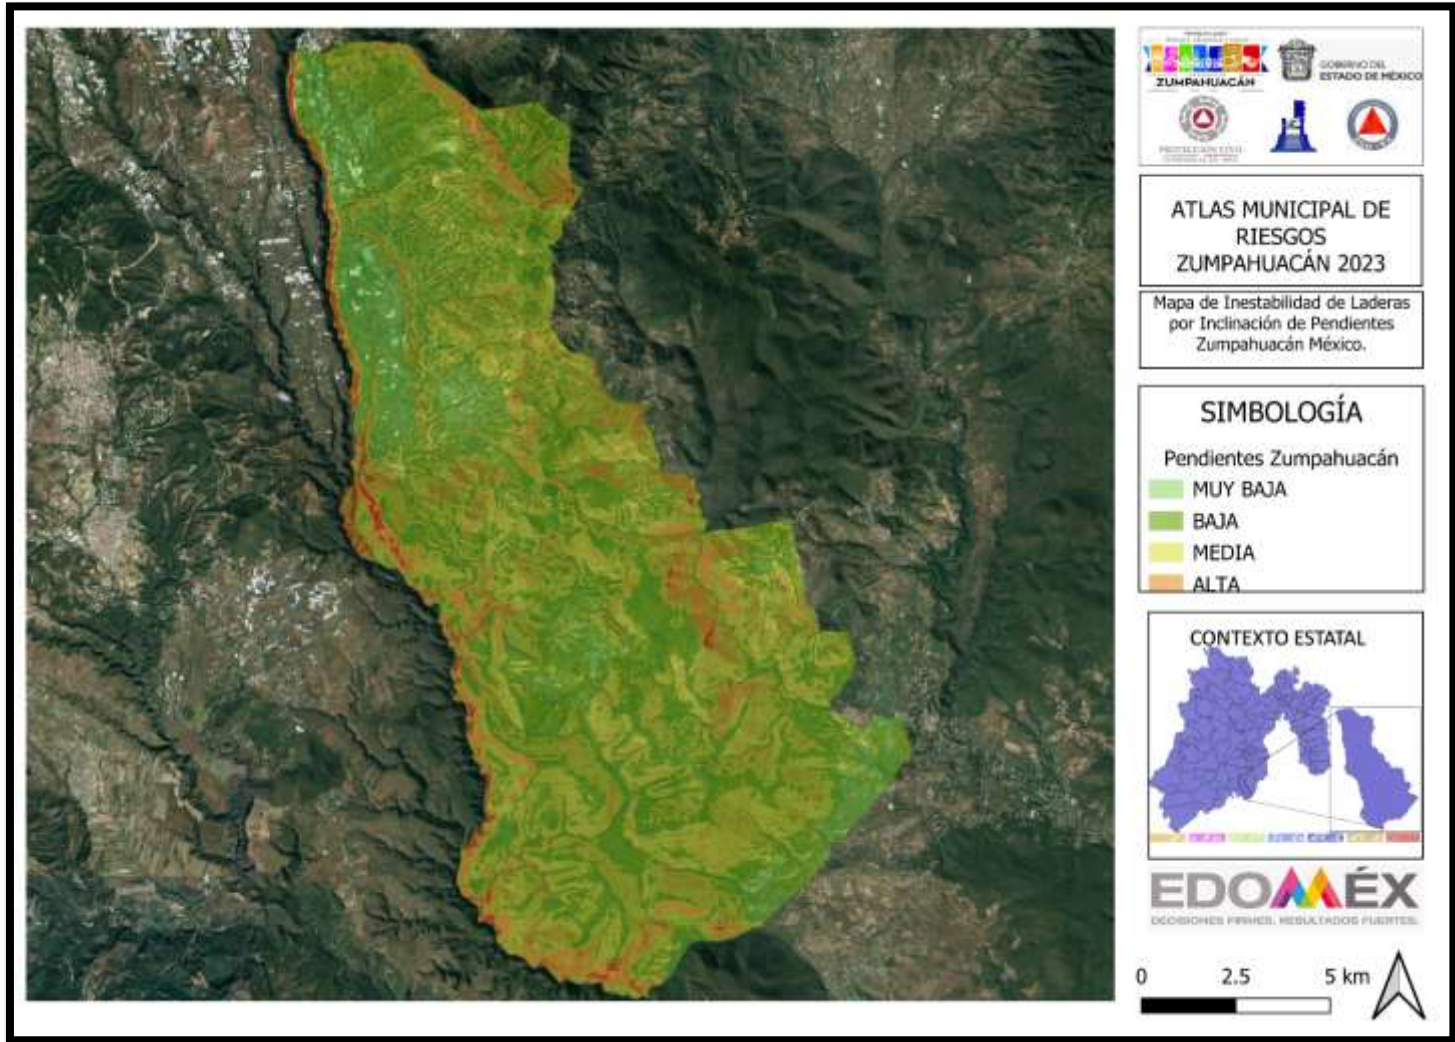 ZUMPAHUACÁN
GOBIERNO DEL
ESTADO DE MÉXICO
PROTECCIÓN CIVIL
ATLAS MUNICIPAL DE
RIESGOS
ZUMPAHUACÁN 2023
Mapa de Inestabilidad de Laderas
por Inclinación de Pendientes
Zumpahuacán México.
SIMBOLOGÍA
Pendientes Zumpahuacán
MUY BAJA
BAJA
MEDIA
ALTA
CONTEXTO ESTATAL
EDOMÉX
DECISIONES FIRMES, RESULTADOS FUERTES.
0 2.5 5 km